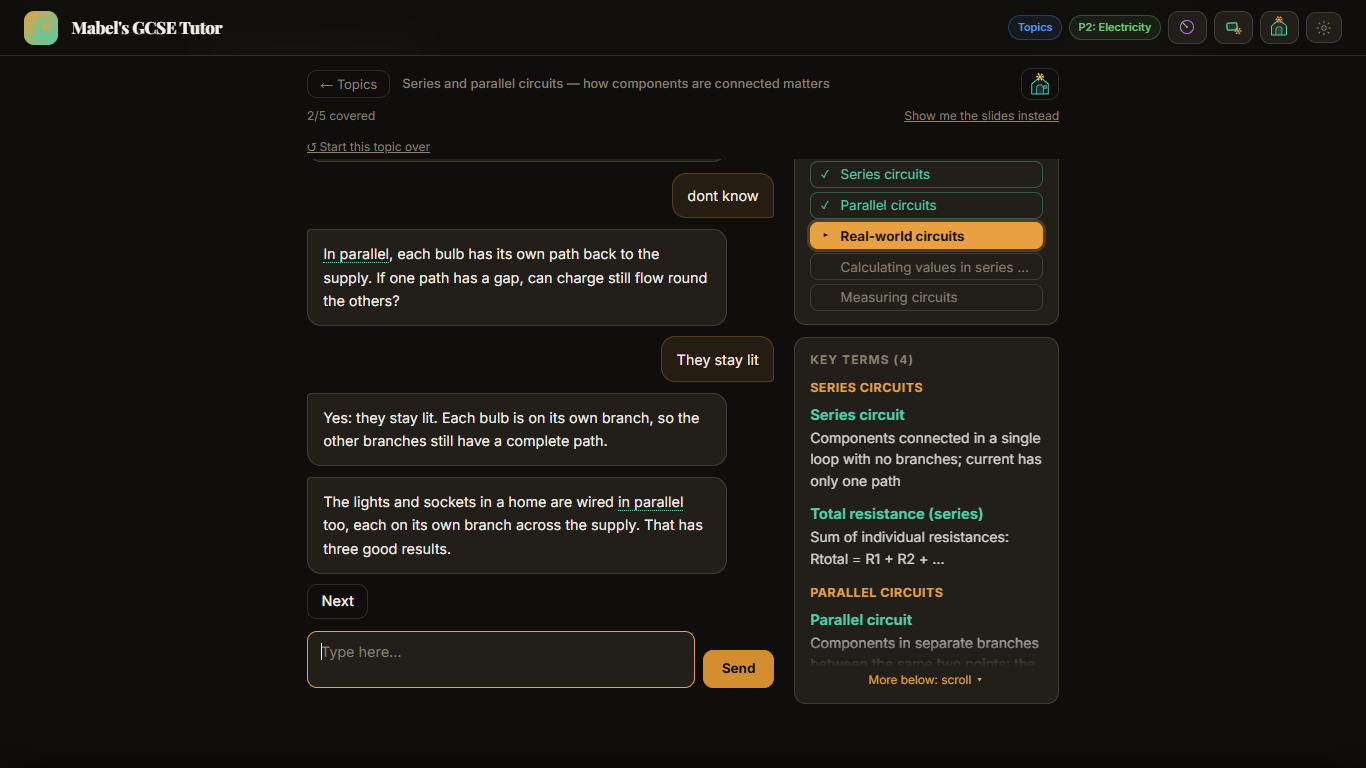 Mabel's GCSE Tutor
Topics
P2: Electricity
← Topics
Series and parallel circuits — how components are connected matters
2/5 covered
Show me the slides instead
↺ Start this topic over
dont know
In parallel, each bulb has its own path back to the
supply. If one path has a gap, can charge still flow round
the others?
They stay lit
Yes: they stay lit. Each bulb is on its own branch, so the
other branches still have a complete path.
The lights and sockets in a home are wired in parallel
too, each on its own branch across the supply. That has
three good results.
Next
Type here...
Send
✓ Series circuits
✓ Parallel circuits
‣ Real-world circuits
Calculating values in series ...
Measuring circuits
KEY TERMS (4)
SERIES CIRCUITS
Series circuit
Components connected in a single
loop with no branches; current has
only one path
Total resistance (series)
Sum of individual resistances:
Rtotal = R1 + R2 + ...
PARALLEL CIRCUITS
Parallel circuit
Components in separate branches
between the same two points; the
More below: scroll ▾